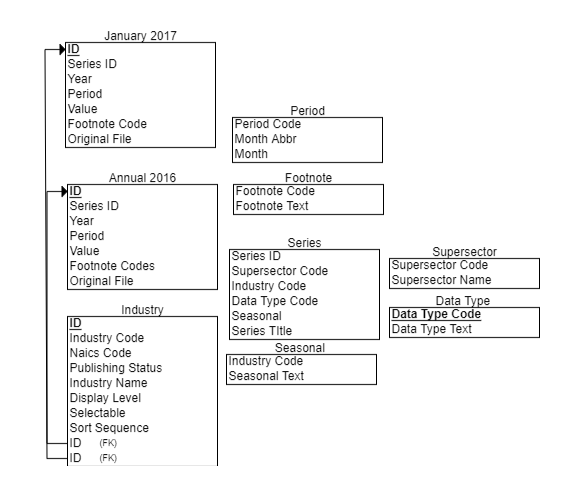 January 2017
ID
Series ID
Year
Period
Value
Footnote Code
Original File
Period
Period Code
Month Abbr
Month
Annual 2016
ID
Series ID
Year
Period
Value
Footnote Codes
Original File
Footnote
Footnote Code
Footnote Text
Series
Series ID
Supersector Code
Industry Code
Data Type Code
Seasonal
Series TItle
Supersector
Supersector Code
Supersector Name
Data Type
Data Type Code
Data Type Text
Industry
ID
Industry Code
Naics Code
Publishing Status
Industry Name
Display Level
Selectable
Sort Sequence
ID (FK)
ID (FK)
Seasonal
Industry Code
Seasonal Text